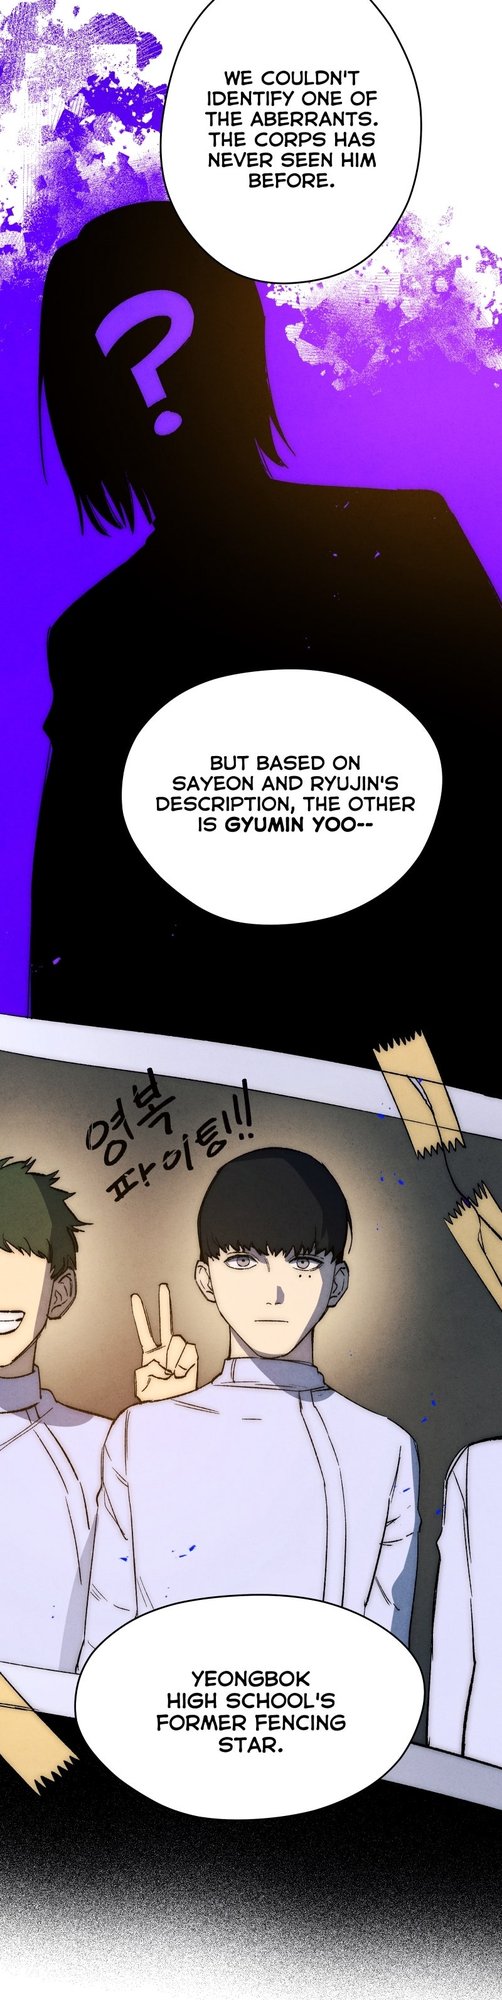 WE COULDN'T
IDENTIFY ONE OF
THE ABERRANTS.
THE CORPS HAS
NEVER SEEN HIM
BEFORE.
?
BUT BASED ON
SAYEON AND RYUJIN'S
DESCRIPTION, THE OTHER
IS GYUMIN YOO--
영복
파이팅!!
YEONGBOK
HIGH SCHOOL'S
FORMER FENCING
STAR.